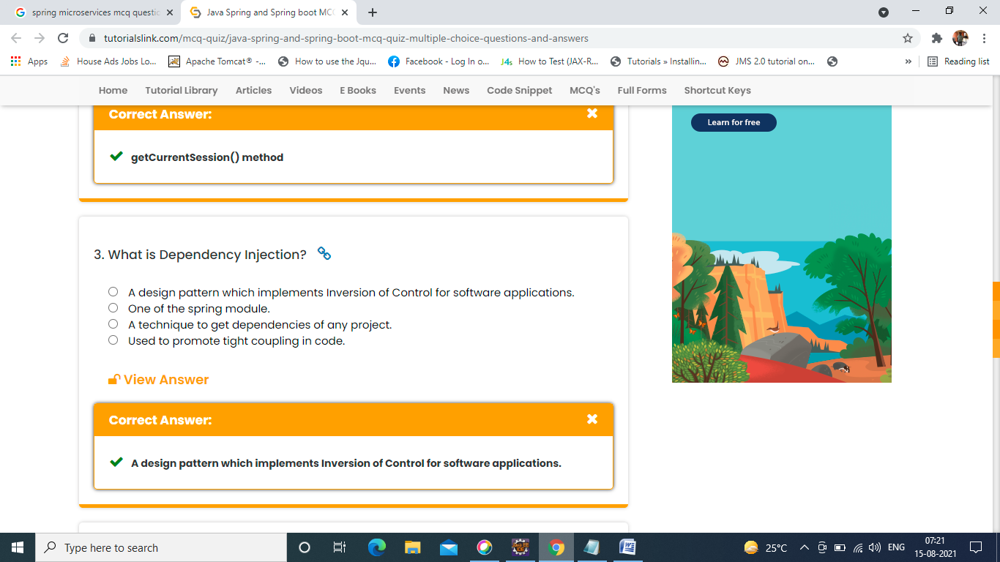 spring microservices mcq questic
Java Spring and Spring boot MC
tutorialslink.com/mcq-quiz/java-spring-and-spring-boot-mcq-quiz-multiple-choice-questions-and-answers
Apps House Ads Jobs Lo... Apache Tomcat® -... How to use the Jqu... Facebook - Log In o... J4s How to Test (JAX-R... Tutorials » Installin... JMS 2.0 tutorial on... » Reading list
Home Tutorial Library Articles Videos E Books Events News Code Snippet MCQ's Full Forms Shortcut Keys
Correct Answer:
Learn for free
getCurrentSession() method
3. What is Dependency Injection?
A design pattern which implements Inversion of Control for software applications.
One of the spring module.
A technique to get dependencies of any project.
Used to promote tight coupling in code.
View Answer
Correct Answer:
A design pattern which implements Inversion of Control for software applications.
Type here to search
25°C ENG
07:21
15-08-2021